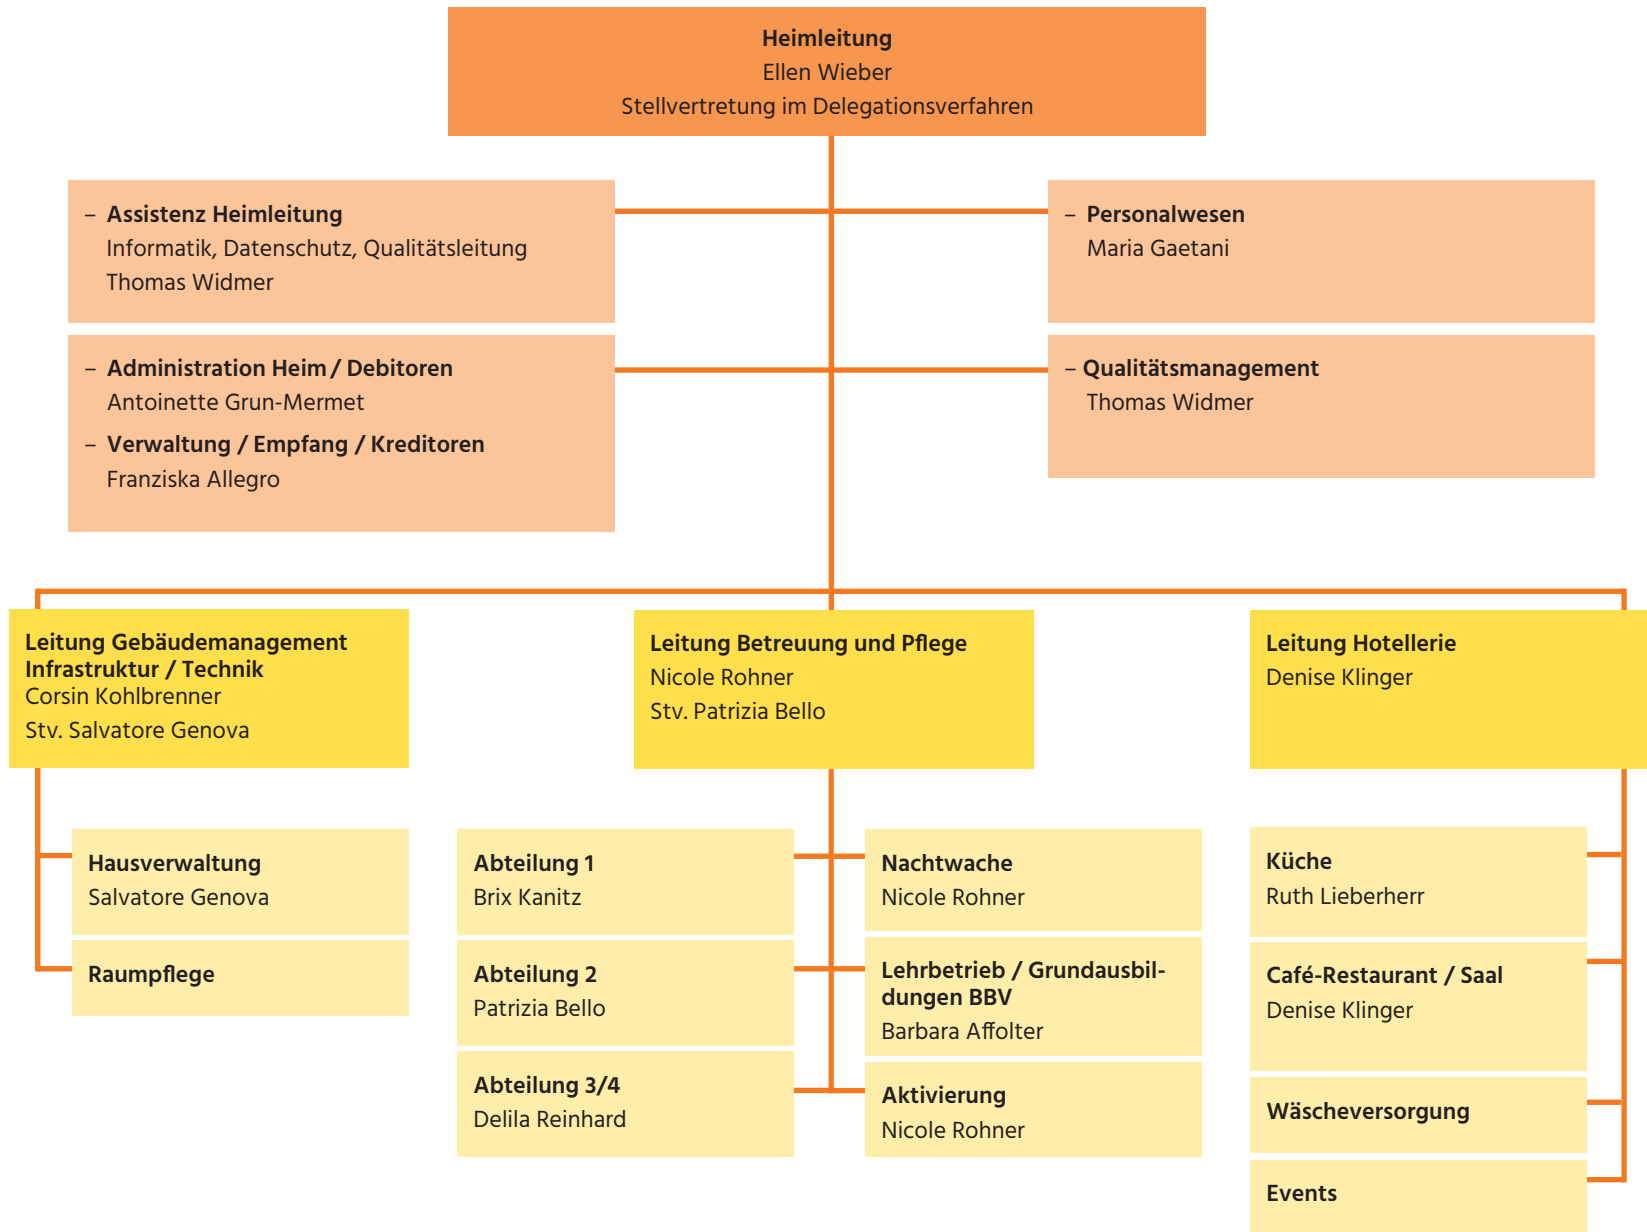 Heimleitung
Ellen Wieber
Stellvertretung im Delegationsverfahren
– Assistenz Heimleitung
Informatik, Datenschutz, Qualitätsleitung
Thomas Widmer
– Personalwesen
Maria Gaetani
– Administration Heim / Debitoren
Antoinette Grun-Mermet
– Verwaltung / Empfang / Kreditoren
Franziska Allegro
– Qualitätsmanagement
Thomas Widmer
Leitung Gebäudemanagement
Infrastruktur / Technik
Corsin Kohlbrenner
Stv. Salvatore Genova
Leitung Betreuung und Pflege
Nicole Rohner
Stv. Patrizia Bello
Leitung Hotellerie
Denise Klinger
Hausverwaltung
Salvatore Genova
Raumpflege
Abteilung 1
Brix Kanitz
Abteilung 2
Patrizia Bello
Abteilung 3/4
Delila Reinhard
Nachtwache
Nicole Rohner
Lehrbetrieb / Grundausbil-
dungen BBV
Barbara Affolter
Aktivierung
Nicole Rohner
Küche
Ruth Lieberherr
Café-Restaurant / Saal
Denise Klinger
Wäscheversorgung
Events